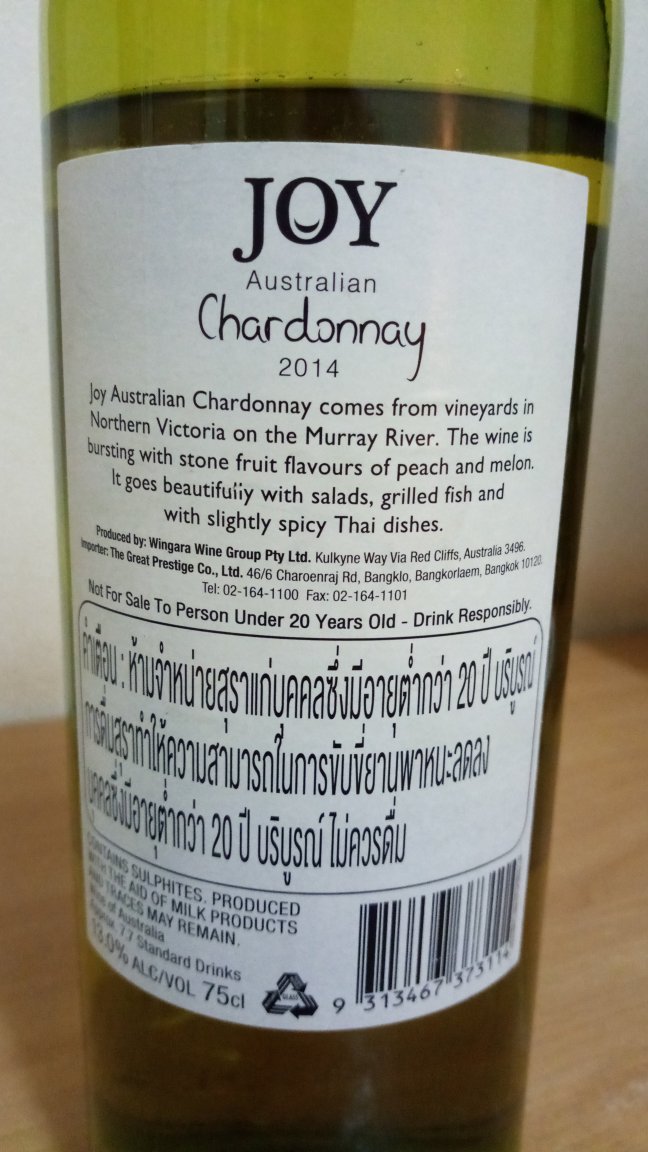 JOY
Australian
Chardonnay
2014
Joy Australian Chardonnay comes from vineyards in
Northern Victoria on the Murray River. The wine is
bursting with stone fruit flavours of peach and melon.
It goes beautifully with salads, grilled fish and
with slightly spicy Thai dishes.
Produced by: Wingara Wine Group Pty Ltd. Kulkyne Way Via Red Cliffs, Australia 3496.
Importer: The Great Prestige Co., Ltd. 46/6 Charoenraj Rd, Bangklo, Bangkorlaem, Bangkok 10120.
Tel: 02-164-1100 Fax: 02-164-1101
Not For Sale To Person Under 20 Years Old - Drink Responsibly.
คำเตือน : ห้ามจำหน่ายสุราแก่บุคคลซึ่งมีอายุต่ำกว่า 20 ปี บริบูรณ์
การดื่มสุราทำให้ความสามารถในการขับขี่ยานพาหนะลดลง
บุคคลซึ่งมีอายุต่ำกว่า 20 ปี บริบูรณ์ ไม่ควรดื่ม
CONTAINS SULPHITES. PRODUCED
WITH THE AID OF MILK PRODUCTS
AND TRACES MAY REMAIN.
Wine of Australia
Approx. 7.7 Standard Drinks
13.0% ALC/VOL 75cl
GLASS
9 313467 373114